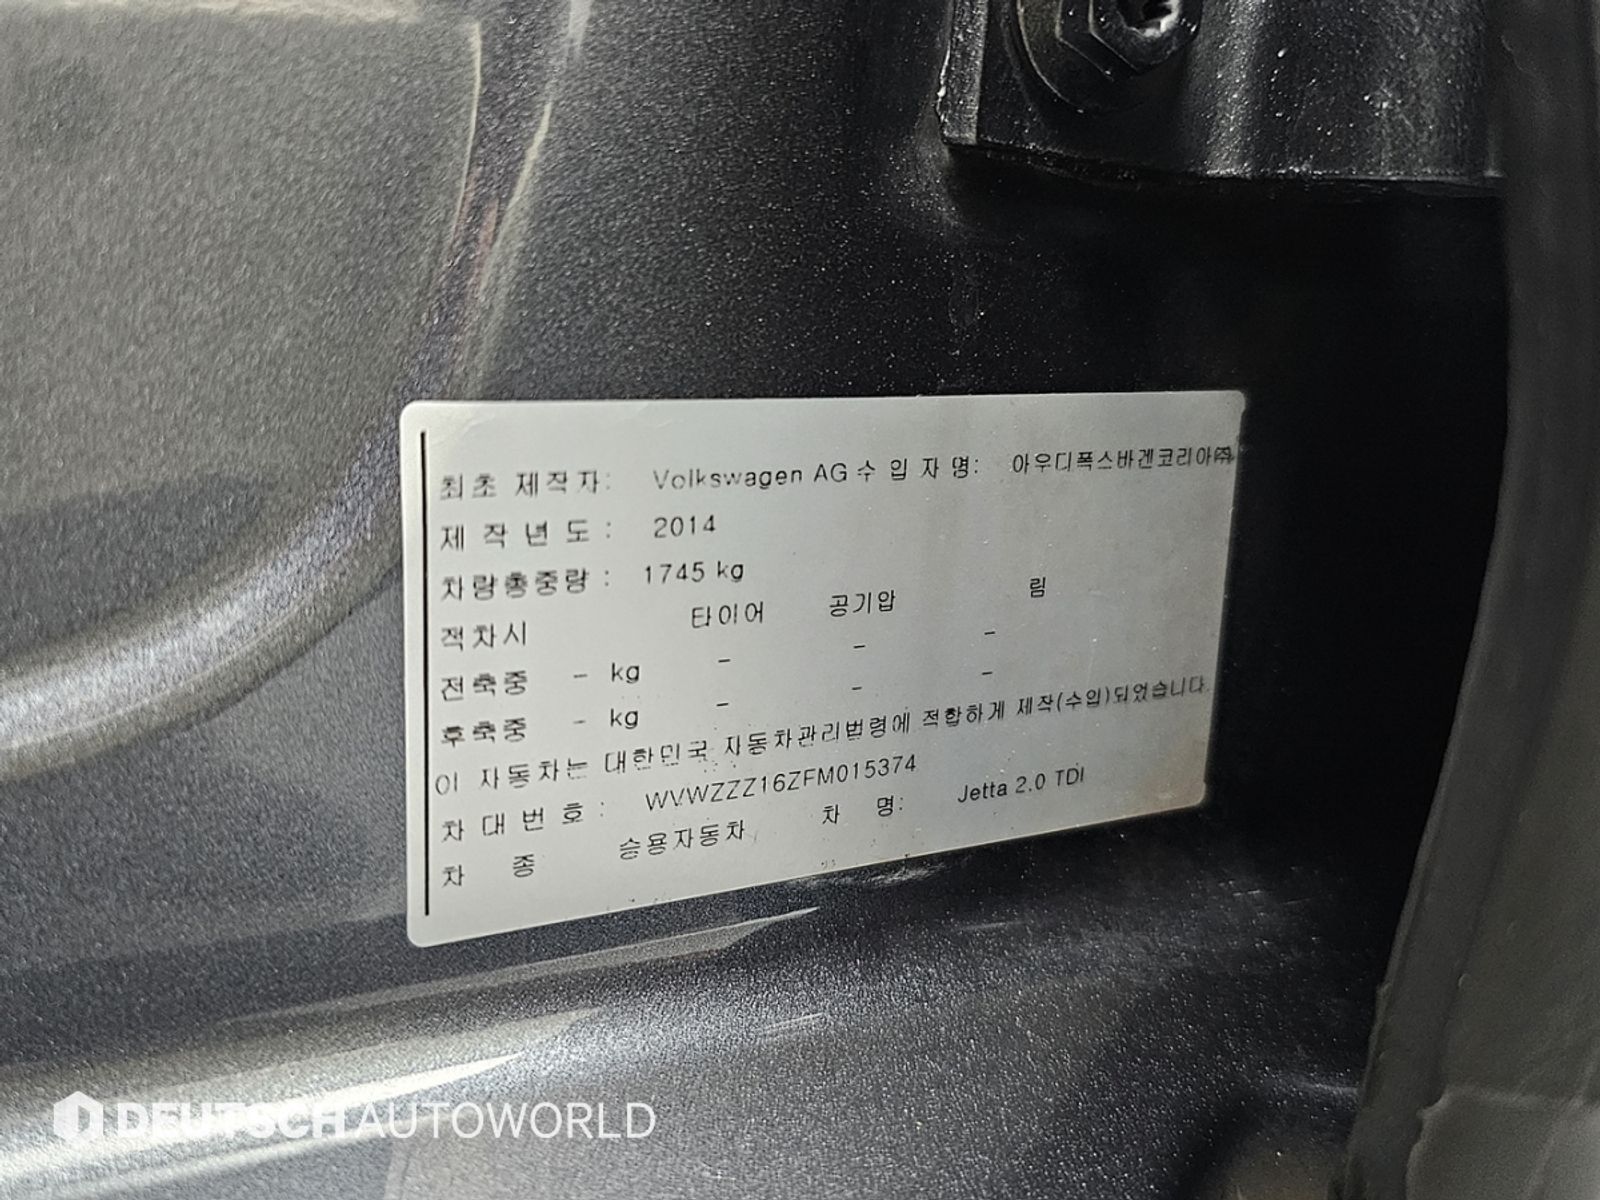 최초 제작자: Volkswagen AG 수 입 자 명: 아우디폭스바겐코리아㈜
제 작 년 도 : 2014
차량총중량 : 1745 kg
적차시 타이어 공기압 림
전축중 - kg - - -
후축중 - kg - - -
이 자동차는 대한민국 자동차관리법령에 적합하게 제작(수입)되었습니다.
차 대 번 호 : WVWZZZ16ZFM015374
차 종 승용자동차 차 명: Jetta 2.0 TDI
DEUTSCH AUTOWORLD